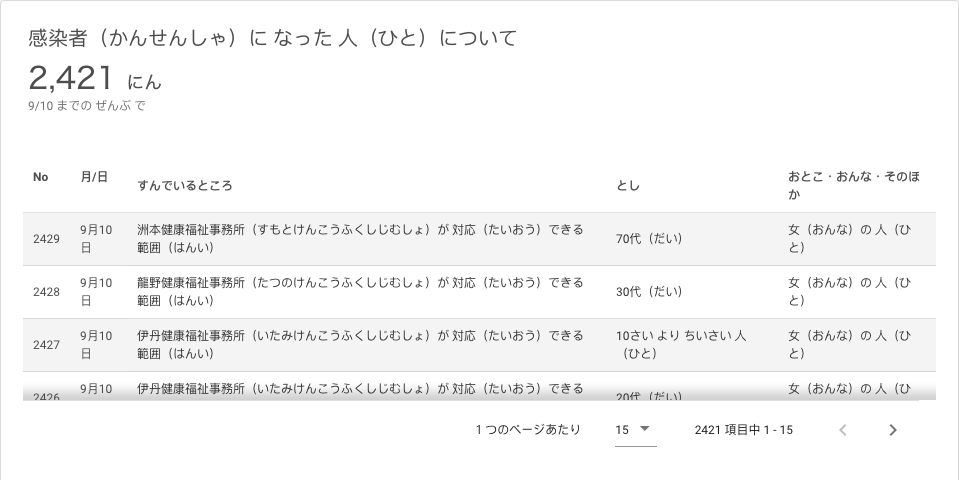 感染者（かんせんしゃ）に なった 人（ひと）について
2,421 にん
9/10 までの ぜんぶ で
No 月/日 すんでいるところ とし おとこ・おんな・そのほ
か
2429 9月10 洲本健康福祉事務所（すもとけんこうふくしじむしょ）が 対応（たいおう）できる 70代（だい） 女（おんな）の 人（ひ
日 範囲（はんい） と）
2428 9月10 龍野健康福祉事務所（たつのけんこうふくしじむしょ）が 対応（たいおう）できる 30代（だい） 女（おんな）の 人（ひ
日 範囲（はんい） と）
2427 9月10 伊丹健康福祉事務所（いたみけんこうふくしじむしょ）が 対応（たいおう）できる 10さい より ちいさい 人 女（おんな）の 人（ひ
日 範囲（はんい） （ひと） と）
2426 9月10 伊丹健康福祉事務所（いたみけんこうふくしじむしょ）が 対応（たいおう）できる 20代（だい） 女（おんな）の 人（ひ
1 つのページあたり 15 2421 項目中 1 - 15